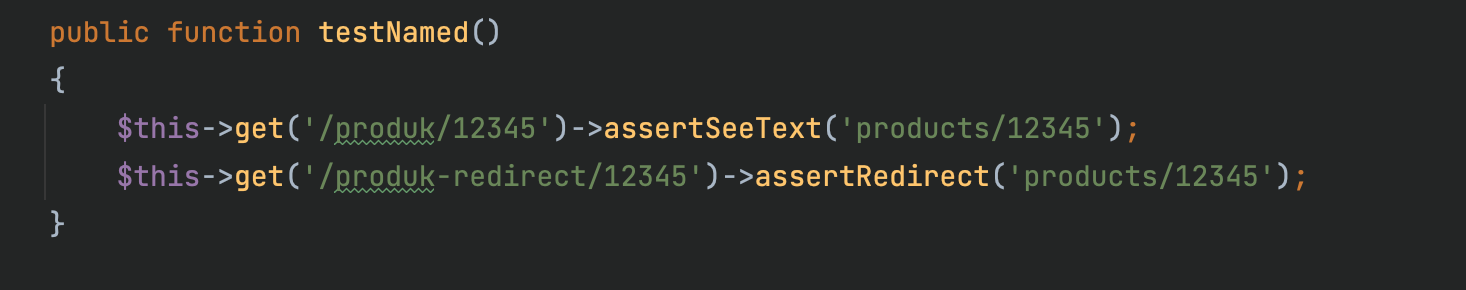 public function testNamed()
{
    $this->get('/produk/12345')->assertSeeText('products/12345');
    $this->get('/produk-redirect/12345')->assertRedirect('products/12345');
}